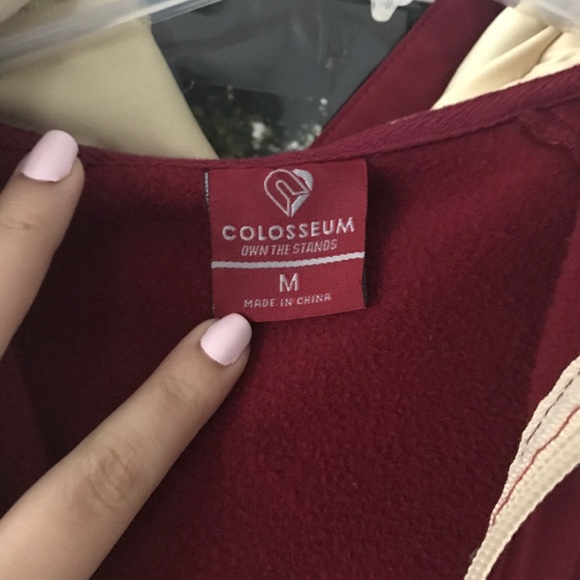 COLOSSEUM
OWN THE STANDS
M
MADE IN CHINA